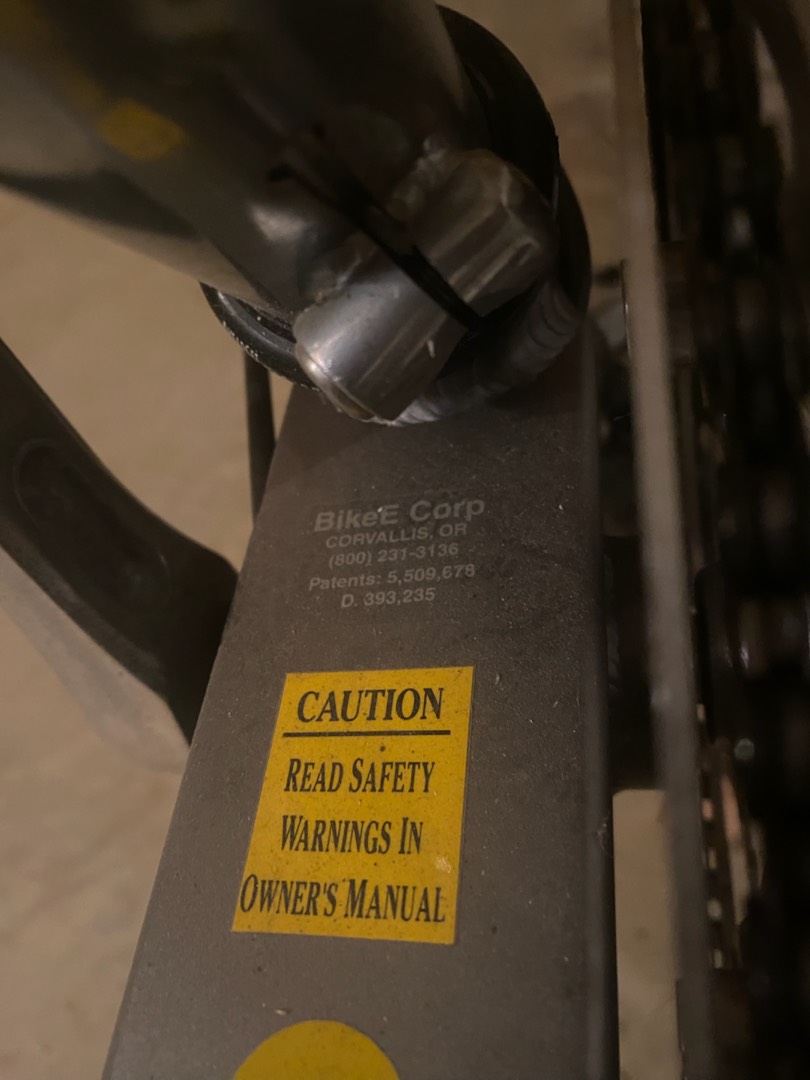 BikeE Corp
CORVALLIS, OR
(800) 231-3136
Patents: 5,509,678
D. 393,235
CAUTION
READ SAFETY
WARNINGS IN
OWNER'S MANUAL